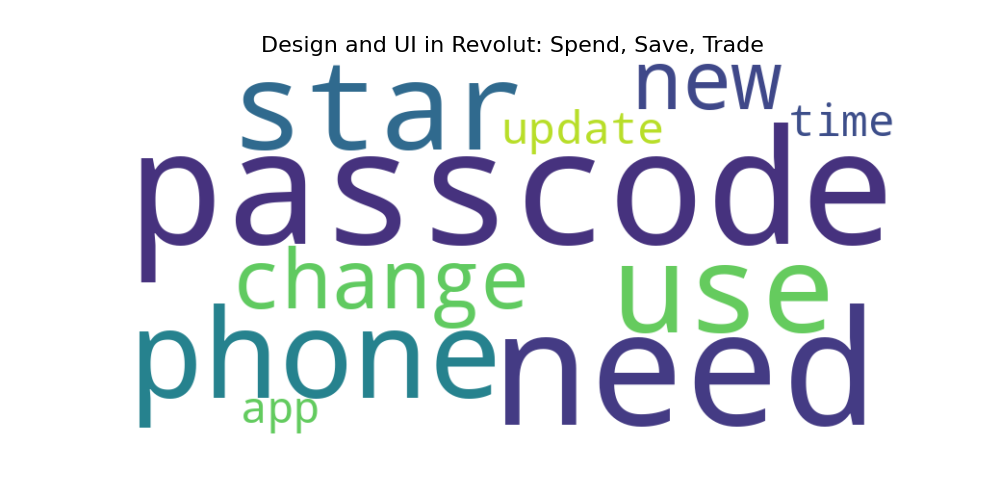 Design and UI in Revolut: Spend, Save, Trade
star
new
update
time
passcode
change
use
phone
need
app